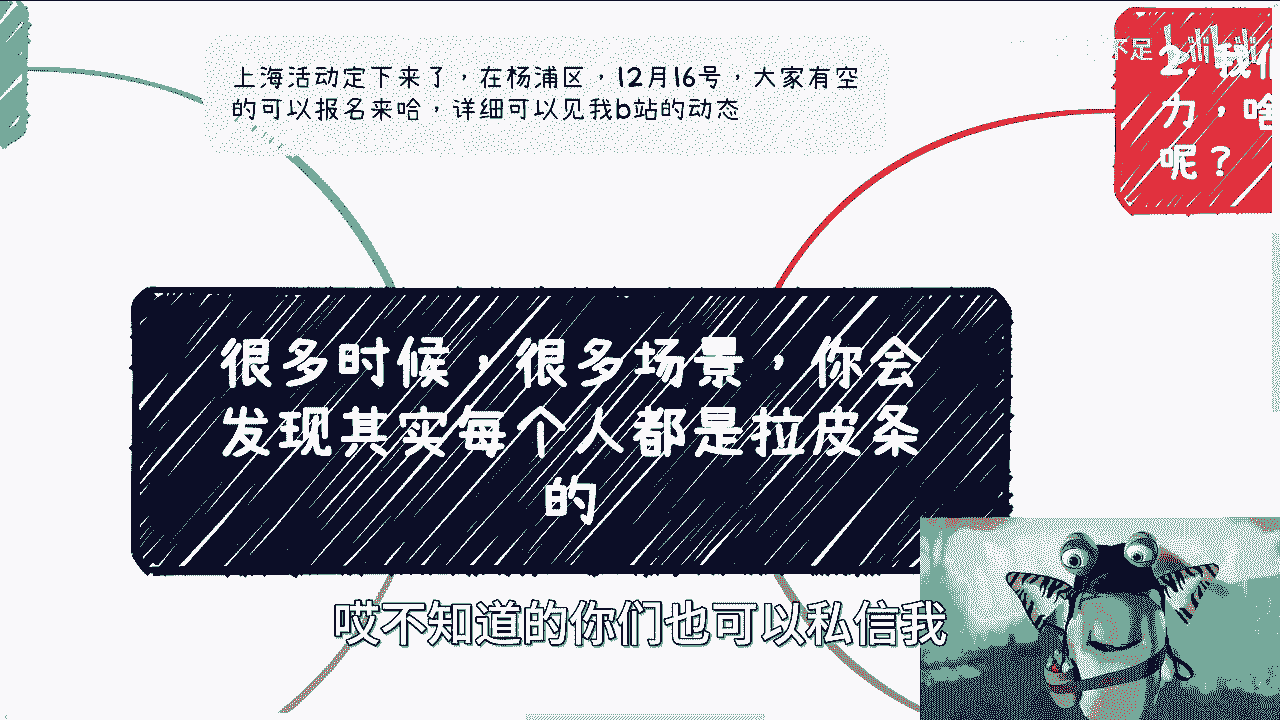 上海活动定下来了，在杨浦区，12月16号，大家有空
的可以报名来哈，详细可以见我b站的动态
不足
2. 我们
力，啥
呢？
很多时候，很多场景，你会
发现其实每个人都是拉皮条
的
哎不知道的你们也可以私信我